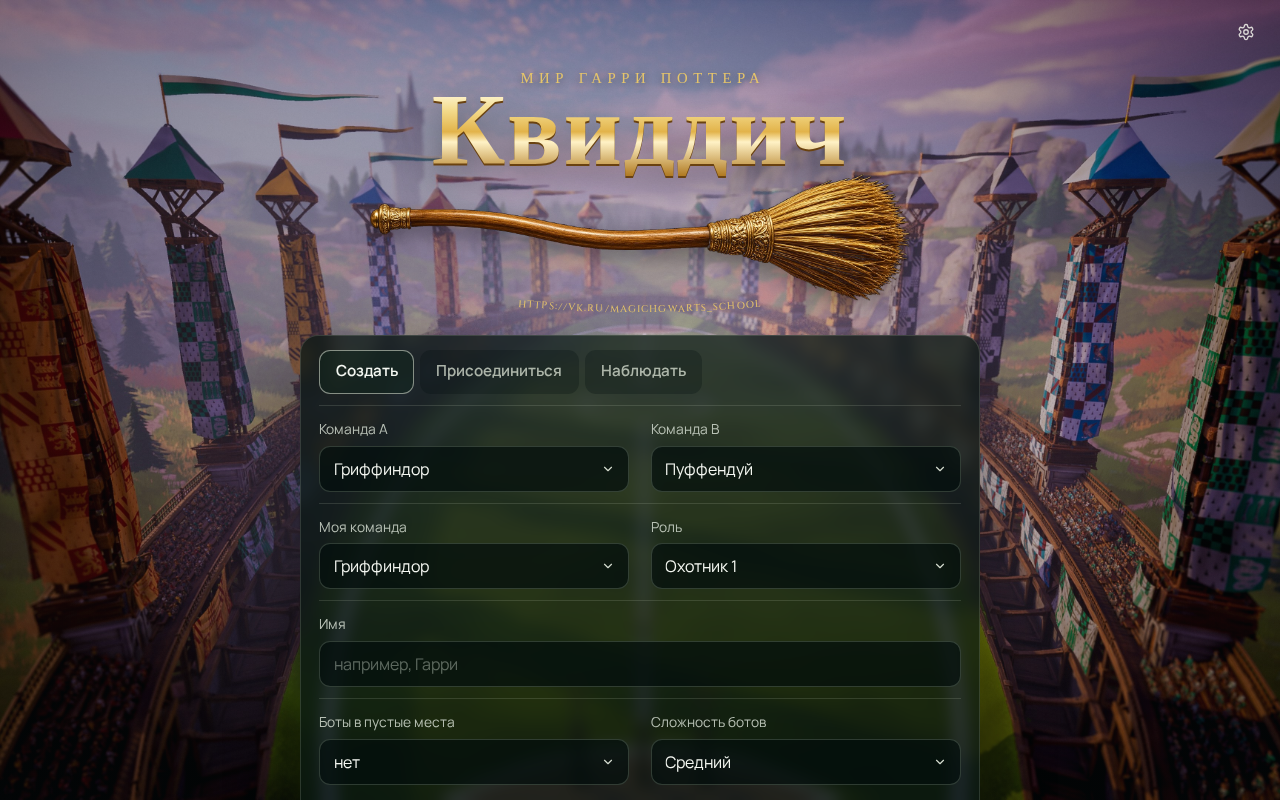 МИР ГАРРИ ПОТТЕРА
Квиддич
HTTPS://VK.RU/MAGICHGWARTS_SCHOOL
Создать Присоединиться Наблюдать
Команда A Команда B
Гриффиндор Пуффендуй
Моя команда Роль
Гриффиндор Охотник 1
Имя
например, Гарри
Боты в пустые места Сложность ботов
нет Средний